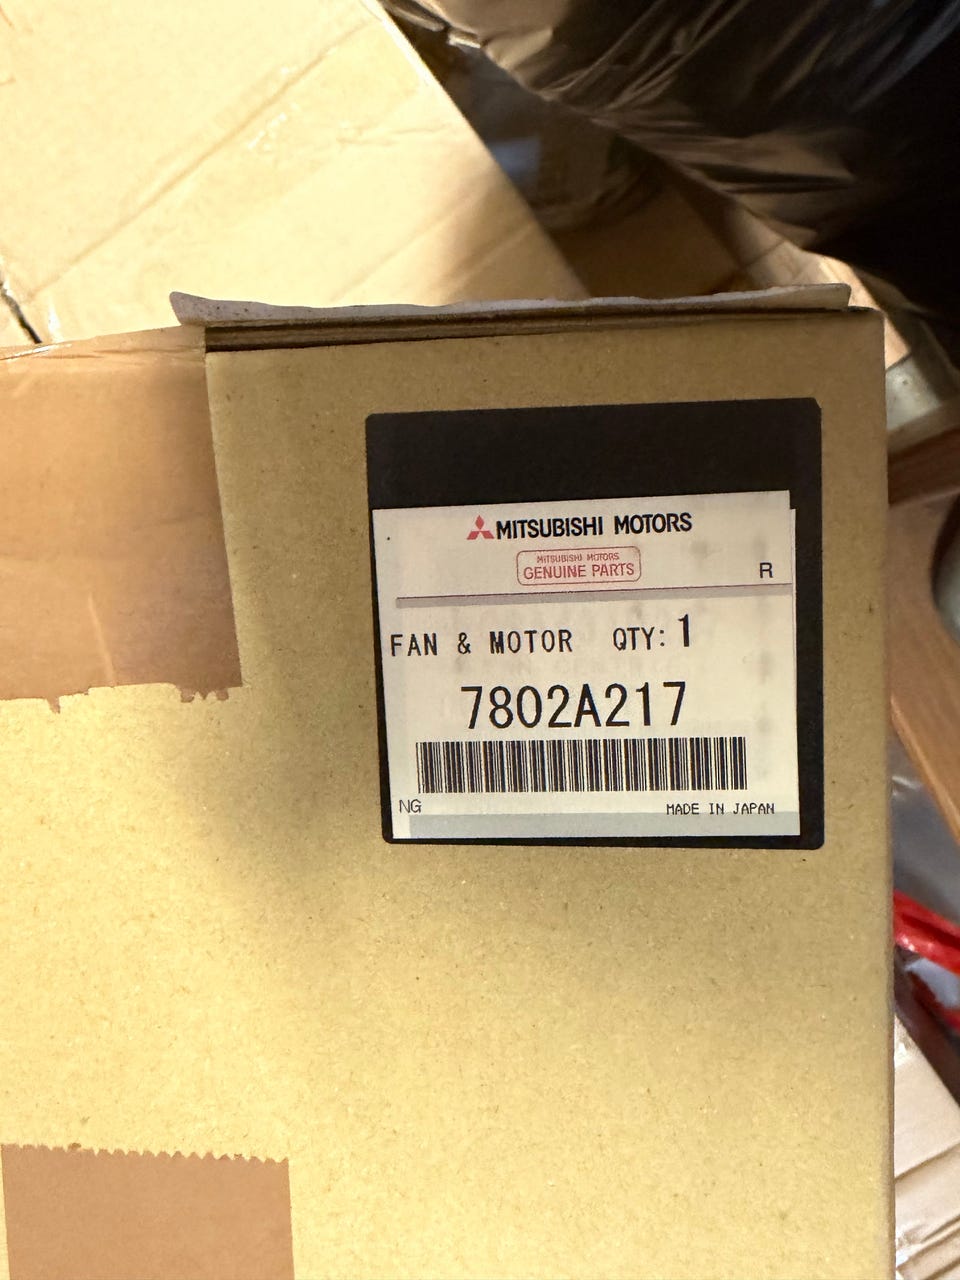 MITSUBISHI MOTORS
MITSUBISHI MOTORS
GENUINE PARTS
R
FAN & MOTOR QTY: 1
7802A217
NG MADE IN JAPAN